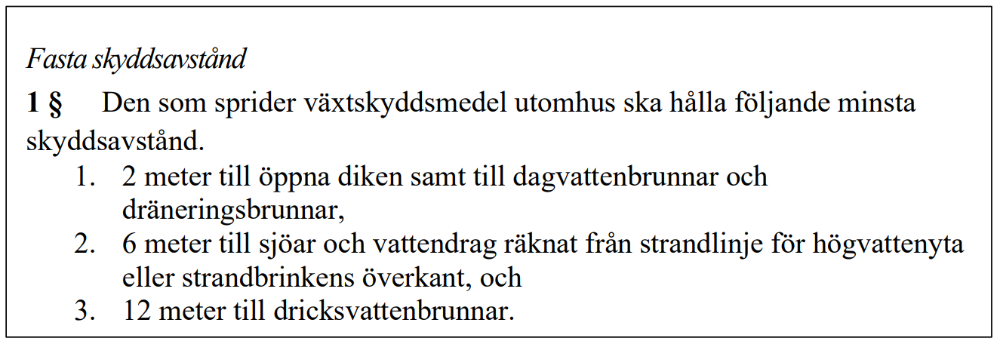 Fasta skyddsavstånd
1 § Den som sprider växtskyddsmedel utomhus ska hålla följande minsta
skyddsavstånd.
1. 2 meter till öppna diken samt till dagvattenbrunnar och
dräneringsbrunnar,
2. 6 meter till sjöar och vattendrag räknat från strandlinje för högvattenyta
eller strandbrinkens överkant, och
3. 12 meter till dricksvattenbrunnar.